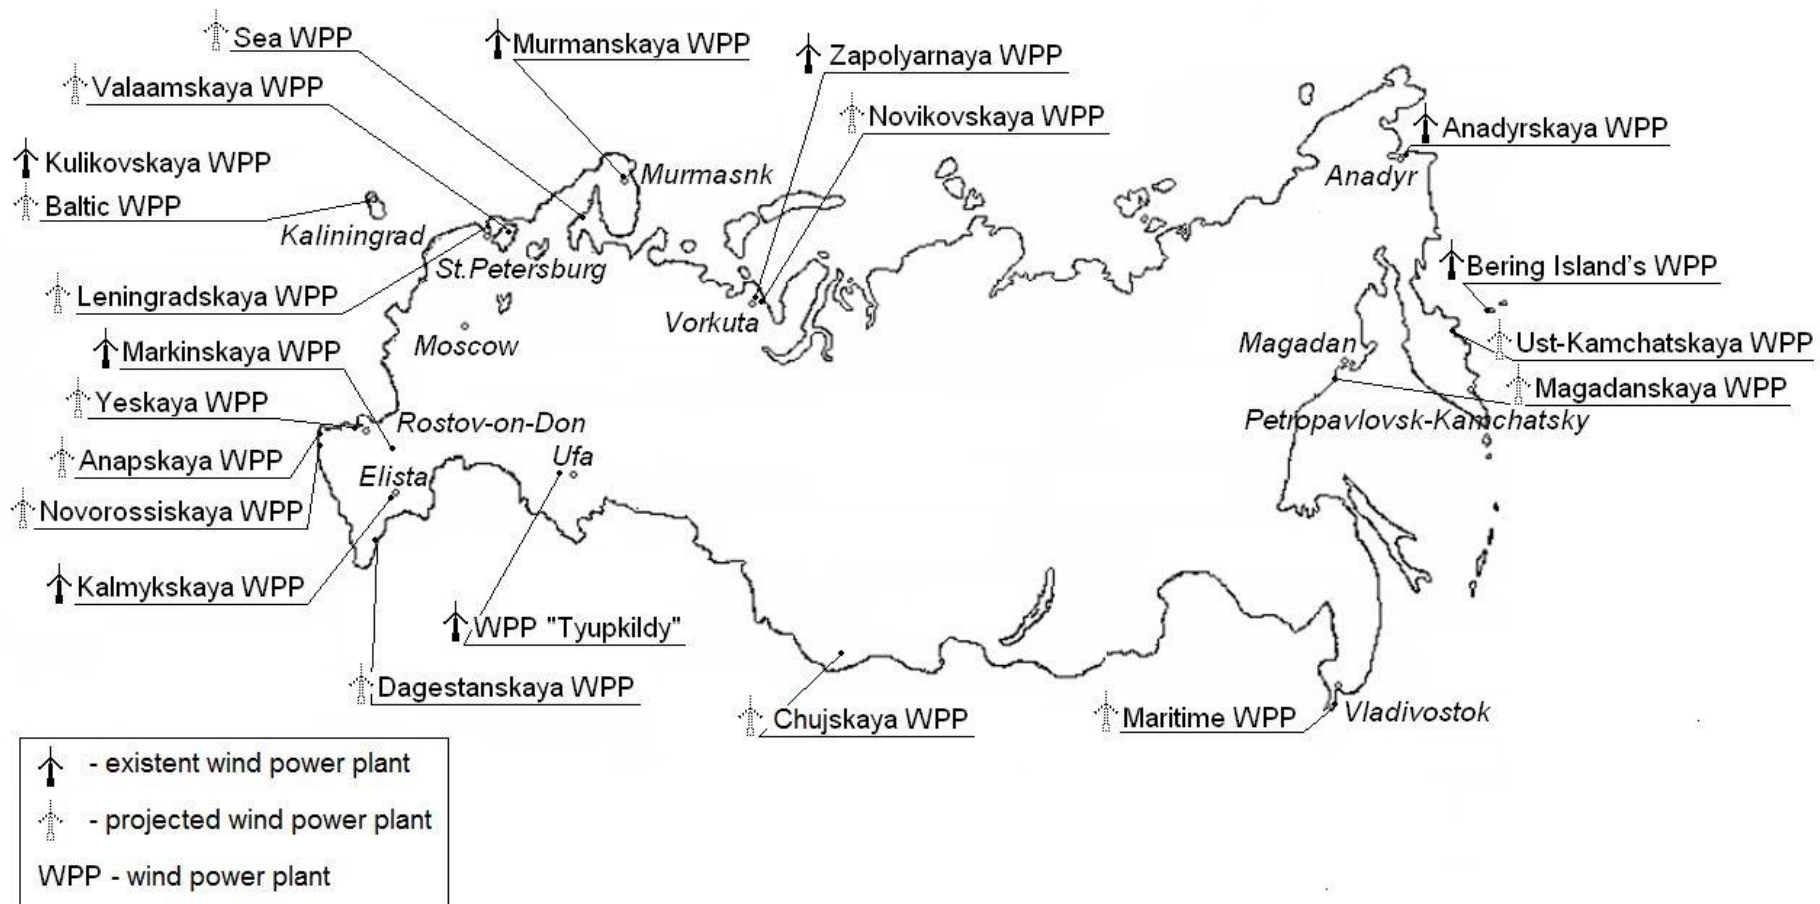 Sea WPP
Murmanskaya WPP
Zapolyarnaya WPP
Valaamskaya WPP
Novikovskaya WPP
Anadyrskaya WPP
Kulikovskaya WPP
Murmasnk
Anadyr
Baltic WPP
Kaliningrad
St.Petersburg
Bering Island's WPP
Leningradskaya WPP
Vorkuta
Moscow
Magadan
Ust-Kamchatskaya WPP
Markinskaya WPP
Magadanskaya WPP
Yeskaya WPP
Rostov-on-Don
Petropavlovsk-Kamchatsky
Anapskaya WPP
Ufa
Elista
Novorossiskaya WPP
Kalmykskaya WPP
WPP "Tyupkildy"
Dagestanskaya WPP
Chujskaya WPP
Maritime WPP
Vladivostok
- existent wind power plant
- projected wind power plant
WPP - wind power plant